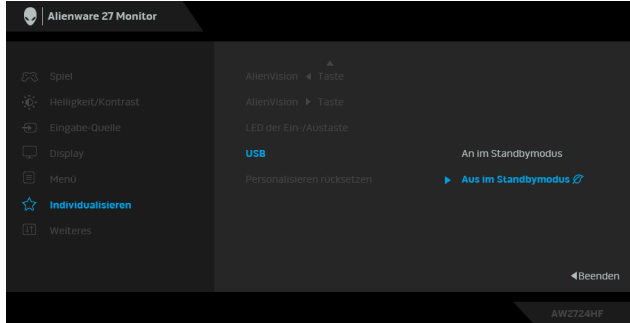 Alienware 27 Monitor
Spiel
Helligkeit/Kontrast
Eingabe-Quelle
Display
Menü
Individualisieren
Weiteres
AlienVision ◀ Taste
AlienVision ▶ Taste
LED der Ein-/Austaste
USB
Personalisieren rücksetzen
An im Standbymodus
Aus im Standbymodus
Beenden
AW2724HF